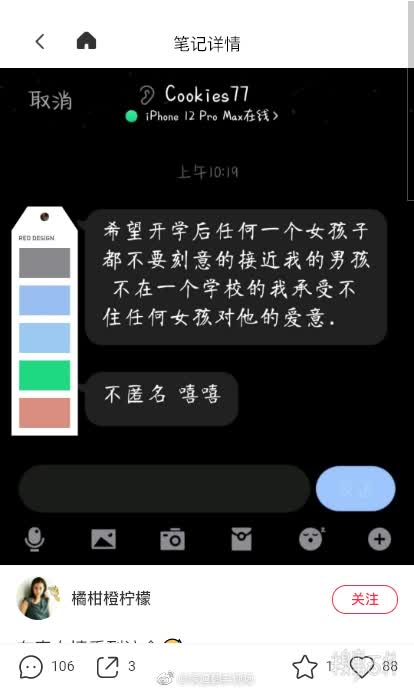 笔记详情
取消
Cookies77
iPhone 12 Pro Max在线>
上午10:19
RED DESIGN
希望开学后任何一个女孩子
都不要刻意的接近我的男孩
不在一个学校的我承受不
住任何女孩对他的爱意.
不匿名 嘻嘻
发送
橘柑橙柠檬
关注
106
3
1
88